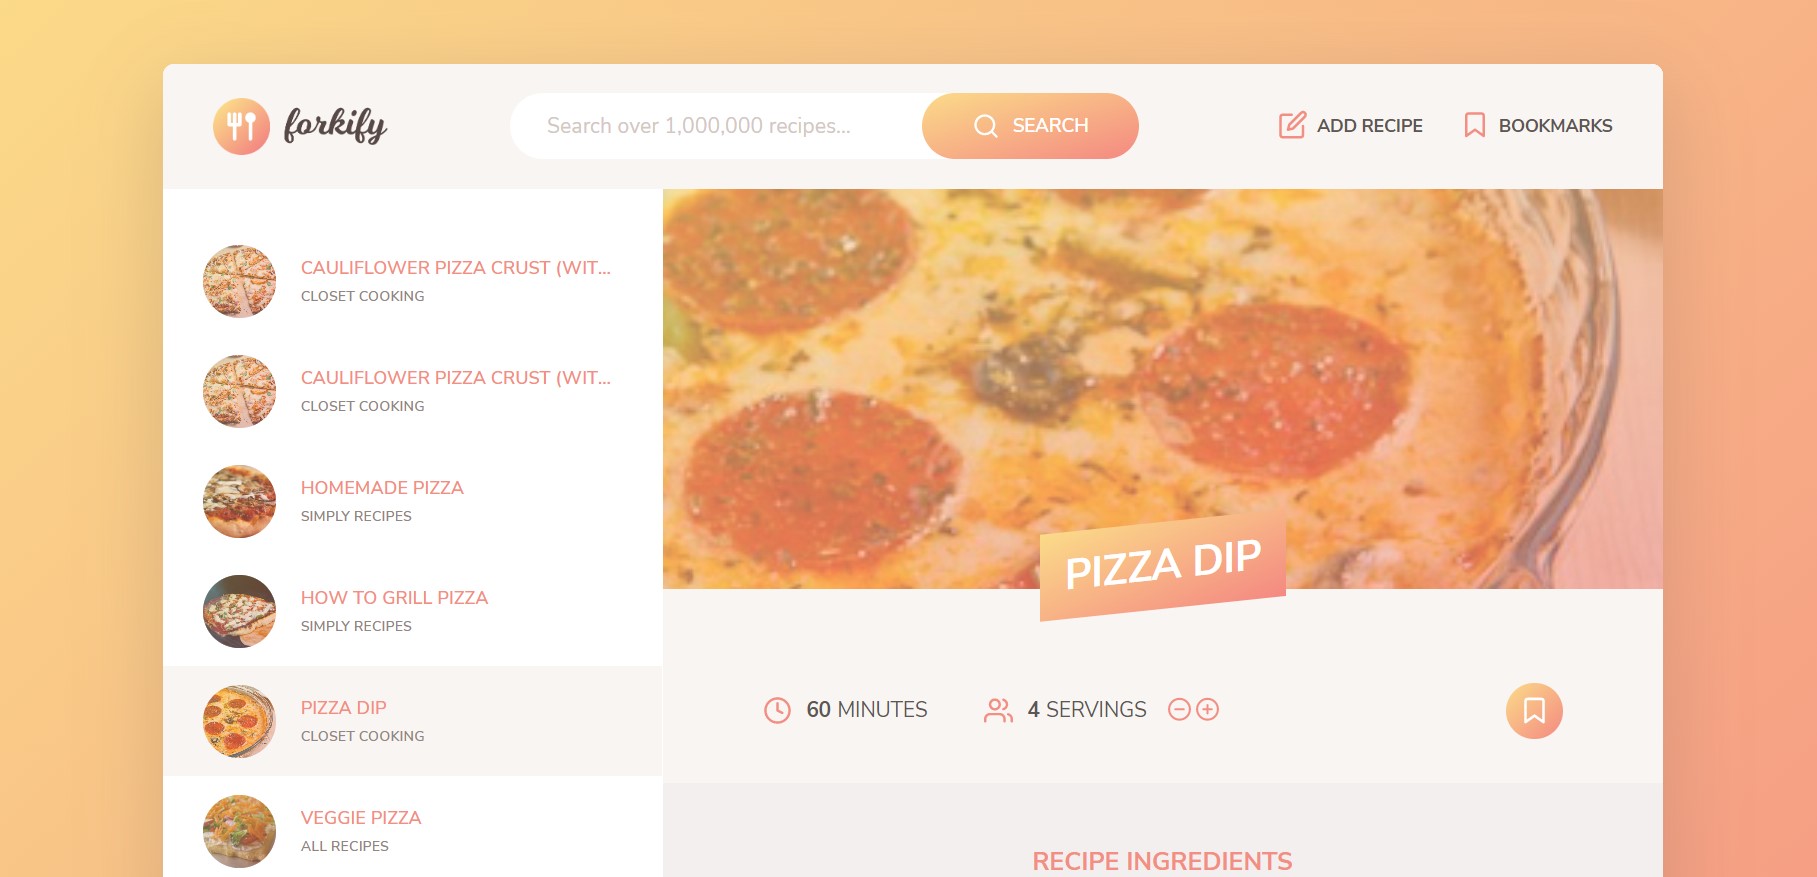 forkify
Search over 1,000,000 recipes...
SEARCH
ADD RECIPE
BOOKMARKS
CAULIFLOWER PIZZA CRUST (WIT...
CLOSET COOKING
CAULIFLOWER PIZZA CRUST (WIT...
CLOSET COOKING
HOMEMADE PIZZA
SIMPLY RECIPES
HOW TO GRILL PIZZA
SIMPLY RECIPES
PIZZA DIP
CLOSET COOKING
VEGGIE PIZZA
ALL RECIPES
PIZZA DIP
60 MINUTES
4 SERVINGS
RECIPE INGREDIENTS